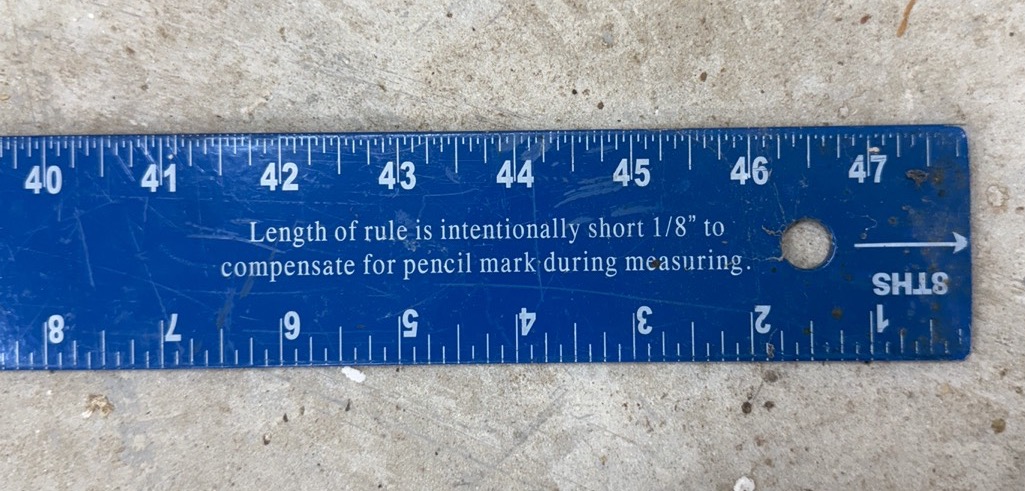 40 41 42 43 44 45 46 47
Length of rule is intentionally short 1/8” to
compensate for pencil mark during measuring.
8THS
8 7 6 5 4 3 2 1